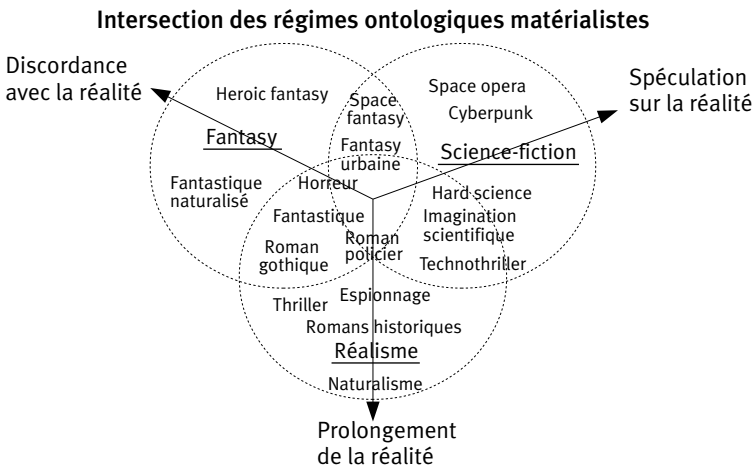 Intersection des régimes ontologiques matérialistes
Discordance
avec la réalité
Spéculation
sur la réalité
Heroic fantasy
Fantasy
Fantastique
naturalisé
Space
fantasy
Fantasy
urbaine
Space opera
Cyberpunk
Science-fiction
Horreur
Fantastique
Roman
gothique
Roman
policier
Hard science
Imagination
scientifique
Technothriller
Thriller
Espionnage
Romans historiques
Réalisme
Naturalisme
Prolongement
de la réalité